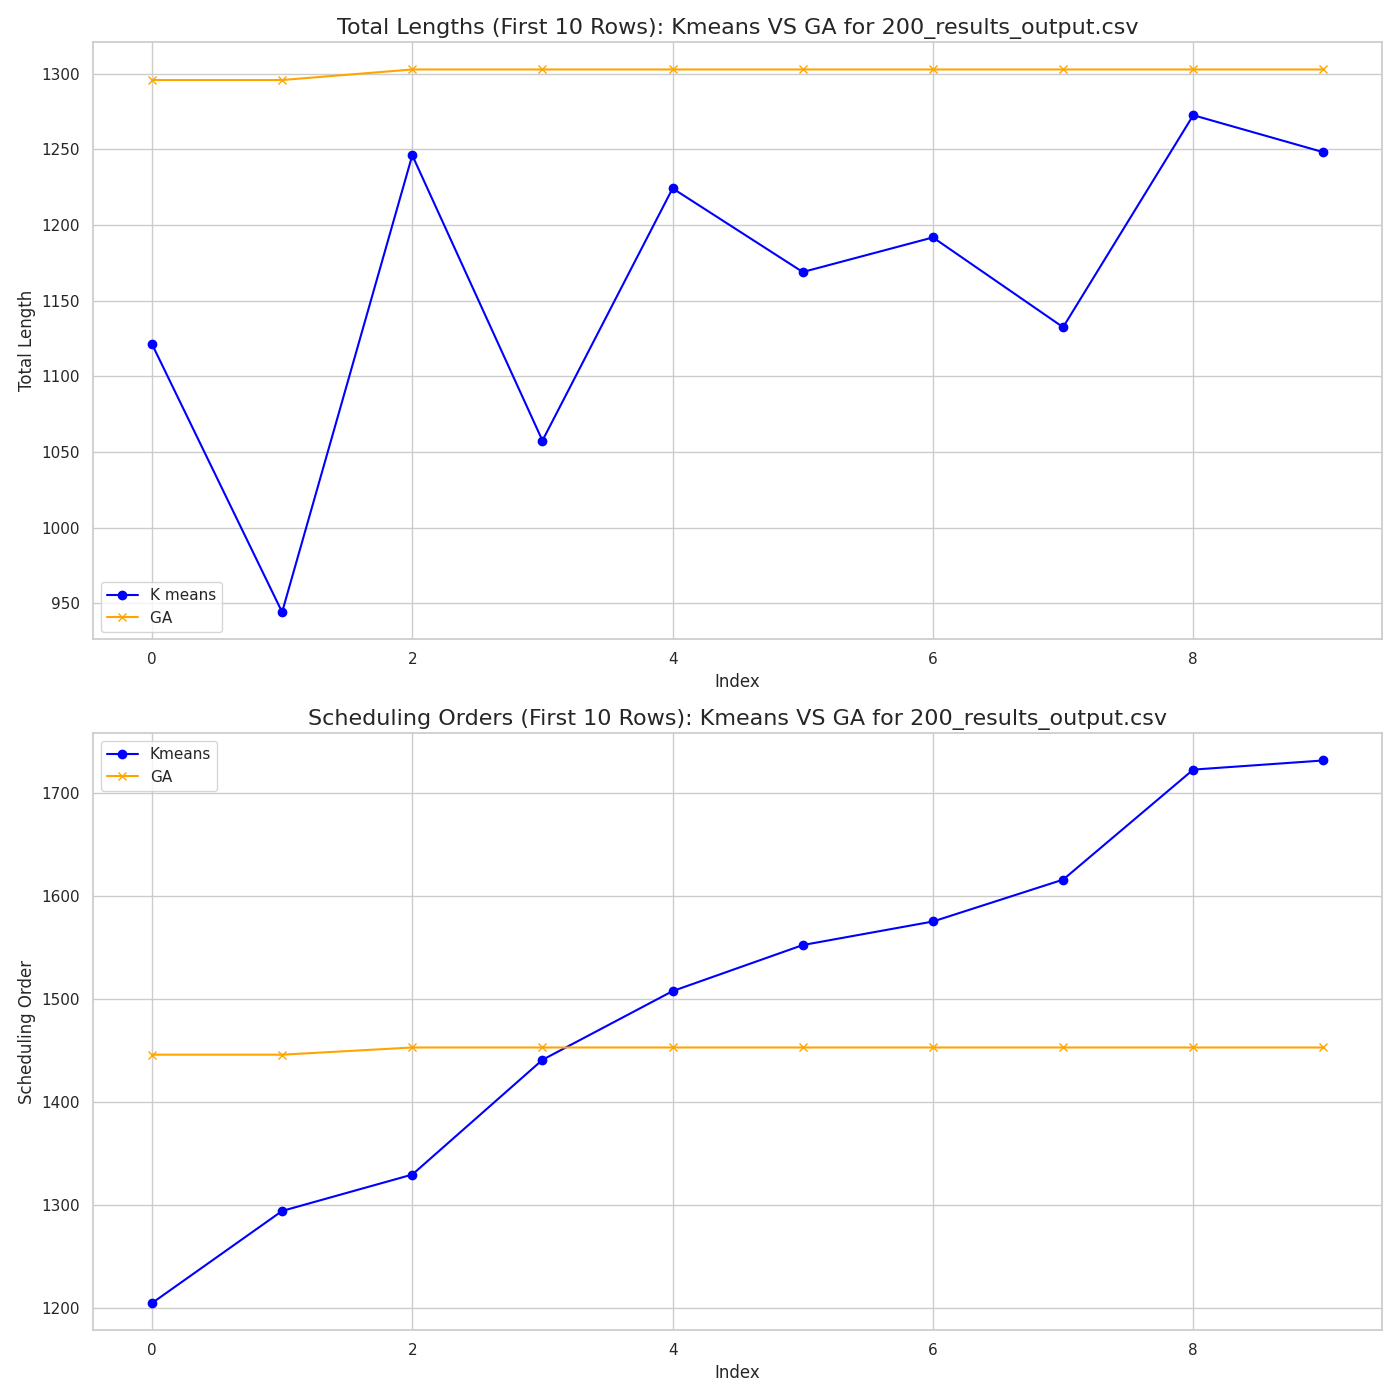 Total Lengths (First 10 Rows): Kmeans VS GA for 200_results_output.csv
1300
1250
1200
1150
1100
1050
1000
950
Total Length
K means
GA
0 2 4 6 8
Index
Scheduling Orders (First 10 Rows): Kmeans VS GA for 200_results_output.csv
Kmeans
GA
1700
1600
1500
1400
1300
1200
Scheduling Order
0 2 4 6 8
Index